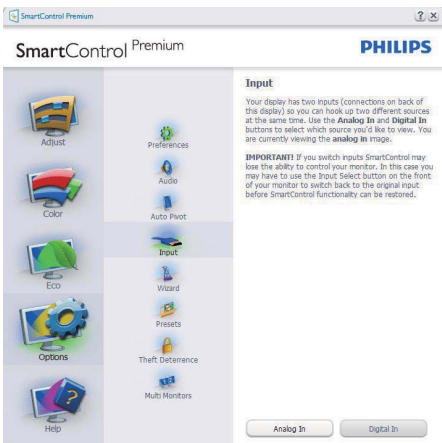 SmartControl Premium
SmartControl Premium
PHILIPS
Adjust
Color
Eco
Options
Help
Preferences
Audio
Auto Pivot
Input
Wizard
Presets
Theft Deterrence
Multi Monitors
Input
Your display has two inputs (connections on back of
this display) so you can hook up two different sources
at the same time. Use the Analog In and Digital In
buttons to select which source you'd like to view. You
are currently viewing the analog in image.
IMPORTANT! If you switch inputs SmartControl may
lose the ability to control your monitor. In this case you
may have to use the Input Select button on the front
of your monitor to switch back to the original input
before SmartControl functionality can be restored.
Analog In
Digital In